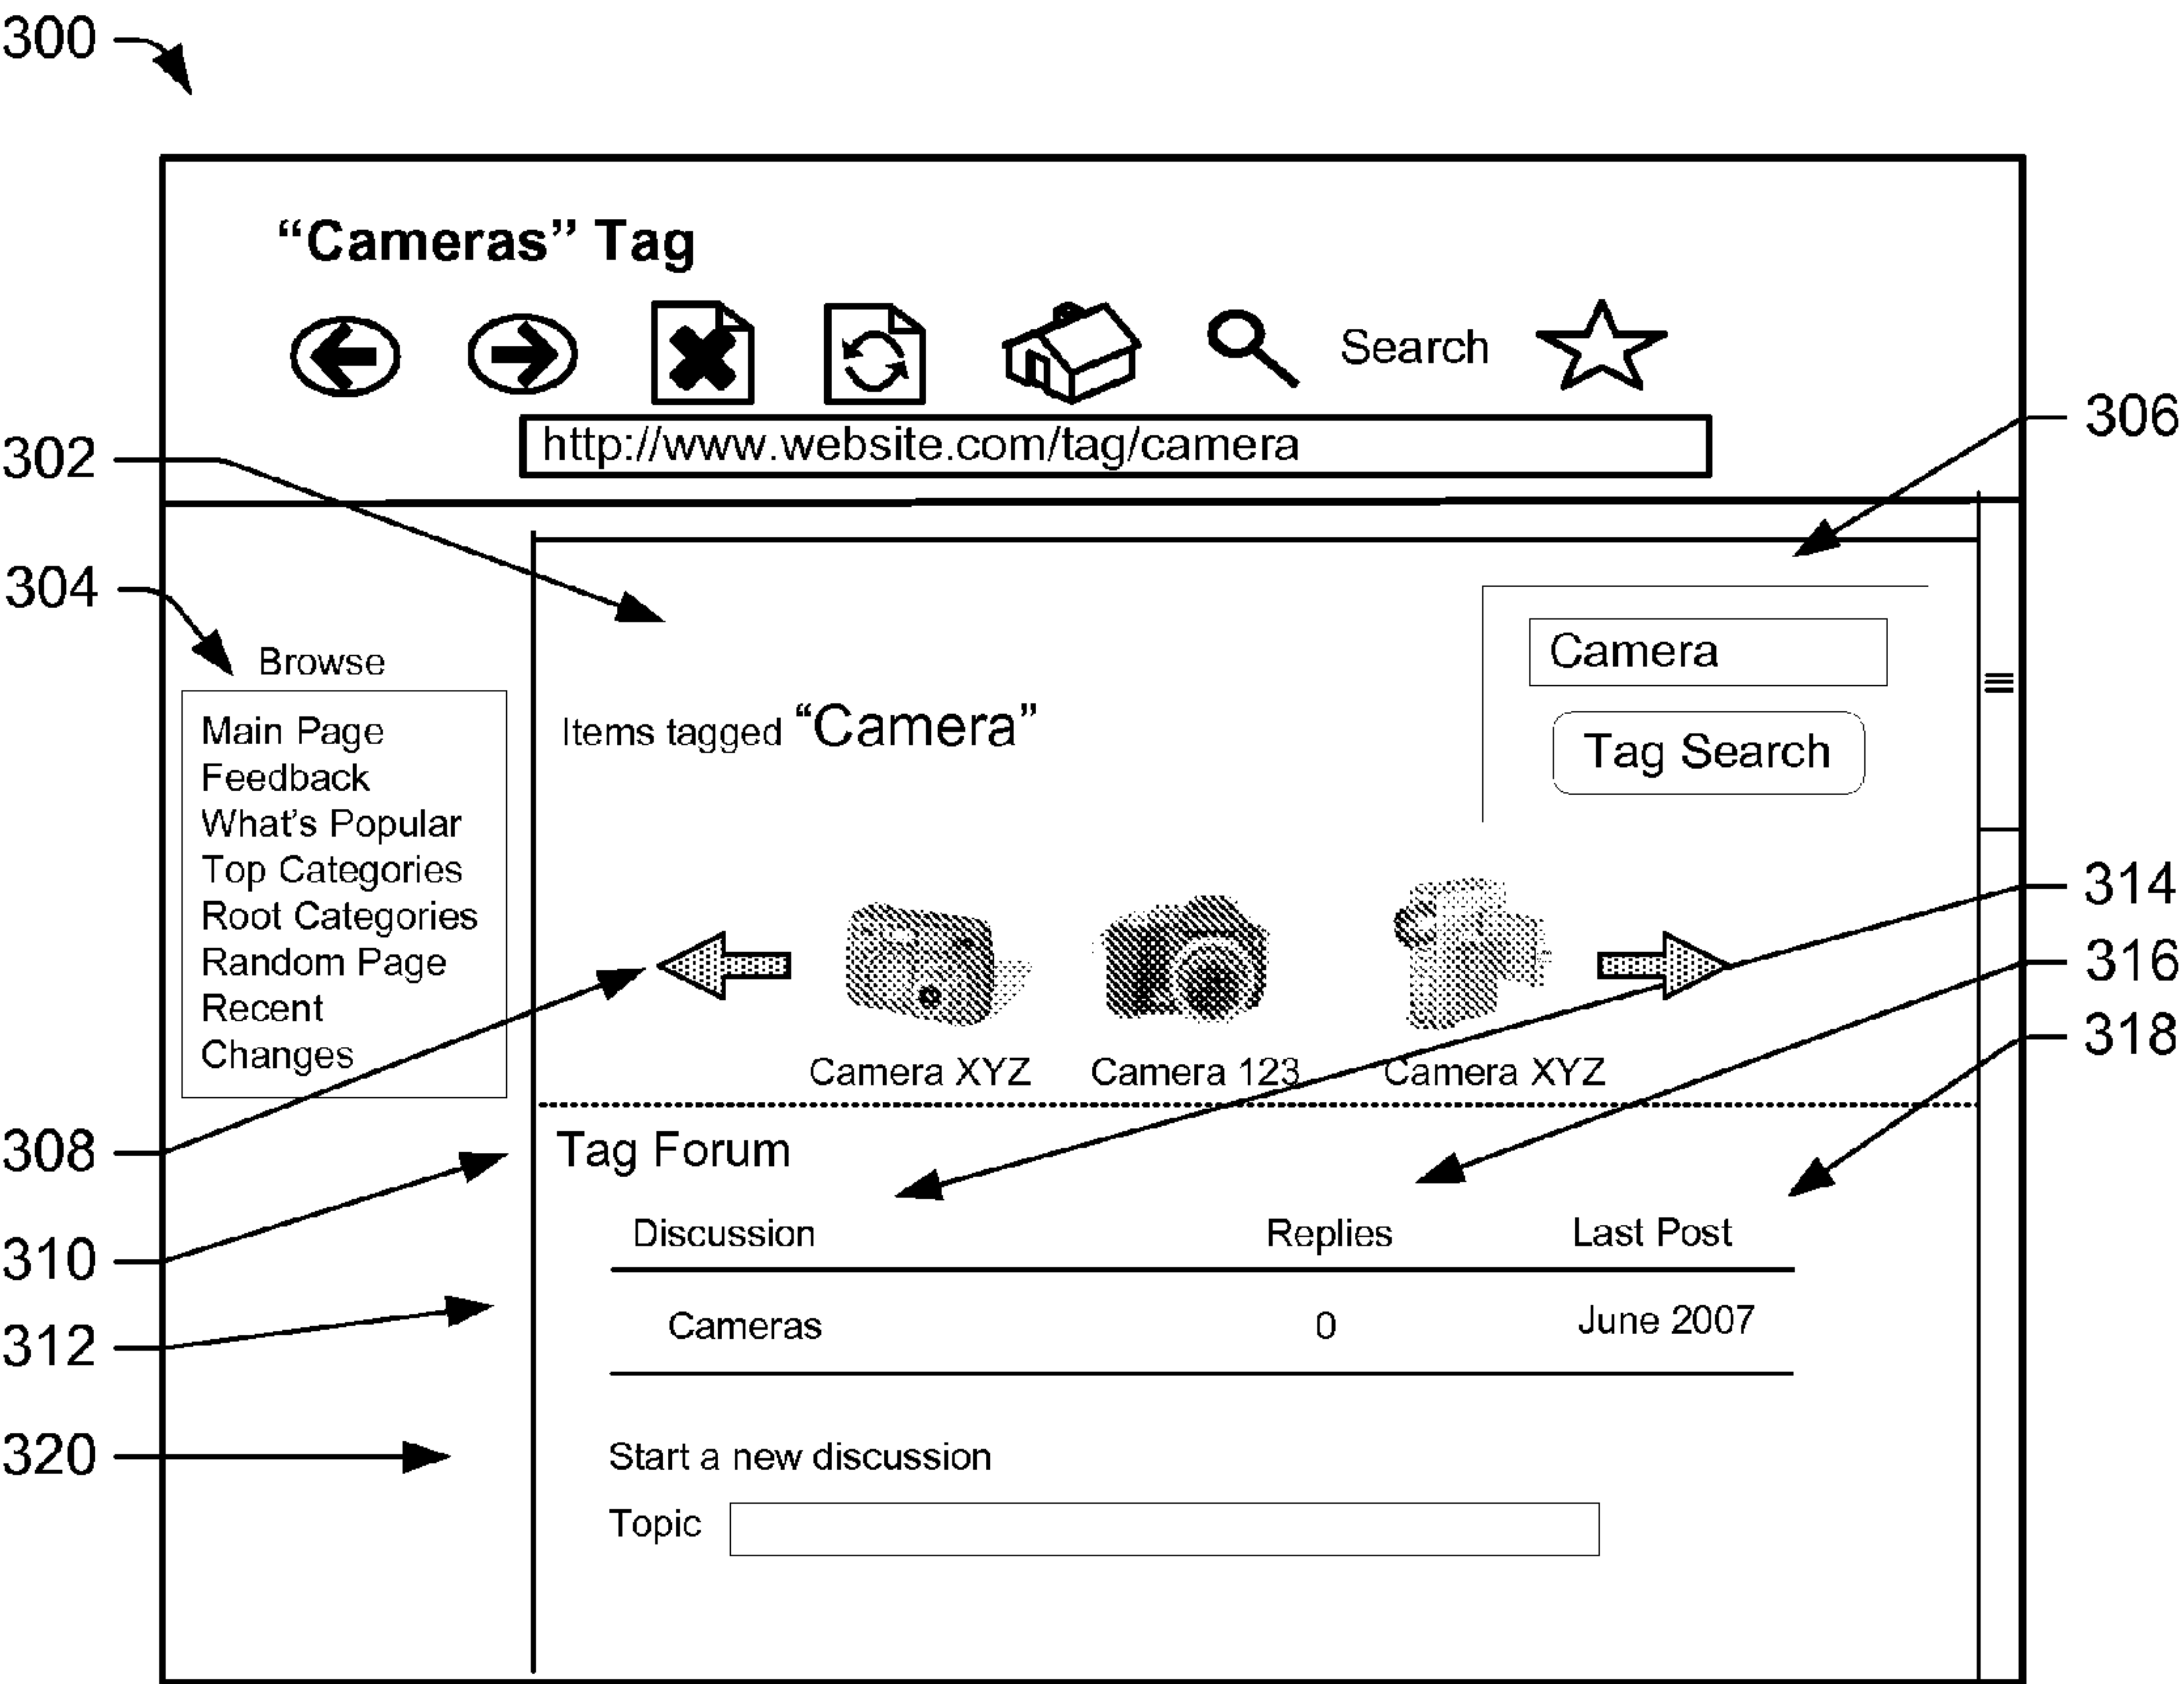 300
“Cameras” Tag
Search
http://www.website.com/tag/camera
302
306
304
Browse
Main Page
Feedback
What's Popular
Top Categories
Root Categories
Random Page
Recent
Changes
Items tagged “Camera”
Camera
Tag Search
314
316
318
Camera XYZ Camera 123 Camera XYZ
308
310
312
320
Tag Forum
Discussion Replies Last Post
Cameras 0 June 2007
Start a new discussion
Topic